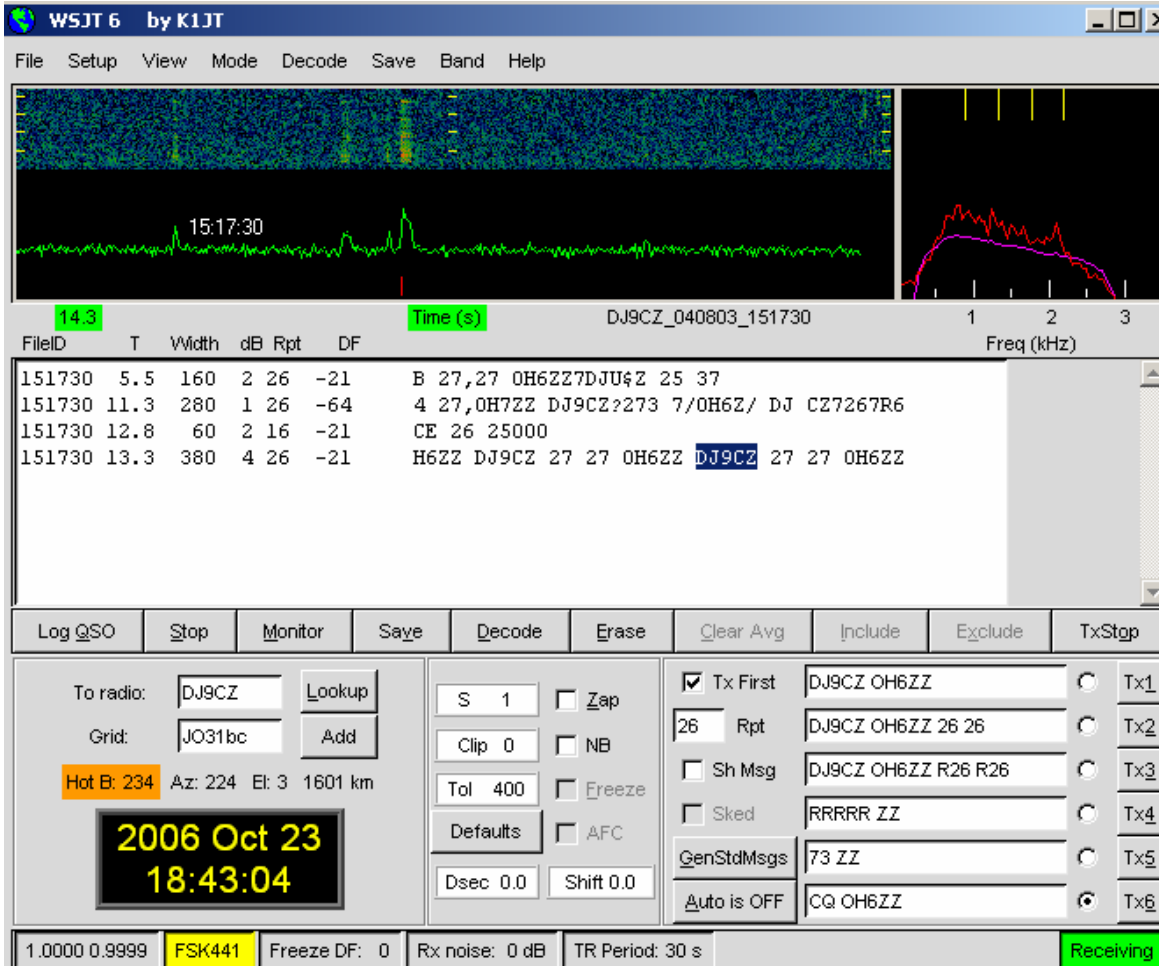 WSJT 6 by K1JT
File Setup View Mode Decode Save Band Help
15:17:30
14.3 Time (s) DJ9CZ_040803_151730 1 2 3
FileID T Width dB Rpt DF Freq (kHz)
151730 5.5 160 2 26 -21 B 27,27 OH6ZZ7DJU$Z 25 37
151730 11.3 280 1 26 -64 4 27,OH7ZZ DJ9CZ?273 7/OH6Z/ DJ CZ7267R6
151730 12.8 60 2 16 -21 CE 26 25000
151730 13.3 380 4 26 -21 H6ZZ DJ9CZ 27 27 OH6ZZ DJ9CZ 27 27 OH6ZZ
Log QSO Stop Monitor Save Decode Erase Clear Avg Include Exclude TxStop
To radio: DJ9CZ Lookup
Grid: JO31bc Add
Hot B: 234 Az: 224 El: 3 1601 km
2006 Oct 23
18:43:04
S 1 Zap
Clip 0 NB
Tol 400 Freeze
Defaults AFC
Dsec 0.0 Shift 0.0
Tx First DJ9CZ OH6ZZ Tx1
26 Rpt DJ9CZ OH6ZZ 26 26 Tx2
Sh Msg DJ9CZ OH6ZZ R26 R26 Tx3
Sked RRRRR ZZ Tx4
GenStdMsgs 73 ZZ Tx5
Auto is OFF CQ OH6ZZ Tx6
1.0000 0.9999 FSK441 Freeze DF: 0 Rx noise: 0 dB TR Period: 30 s Receiving